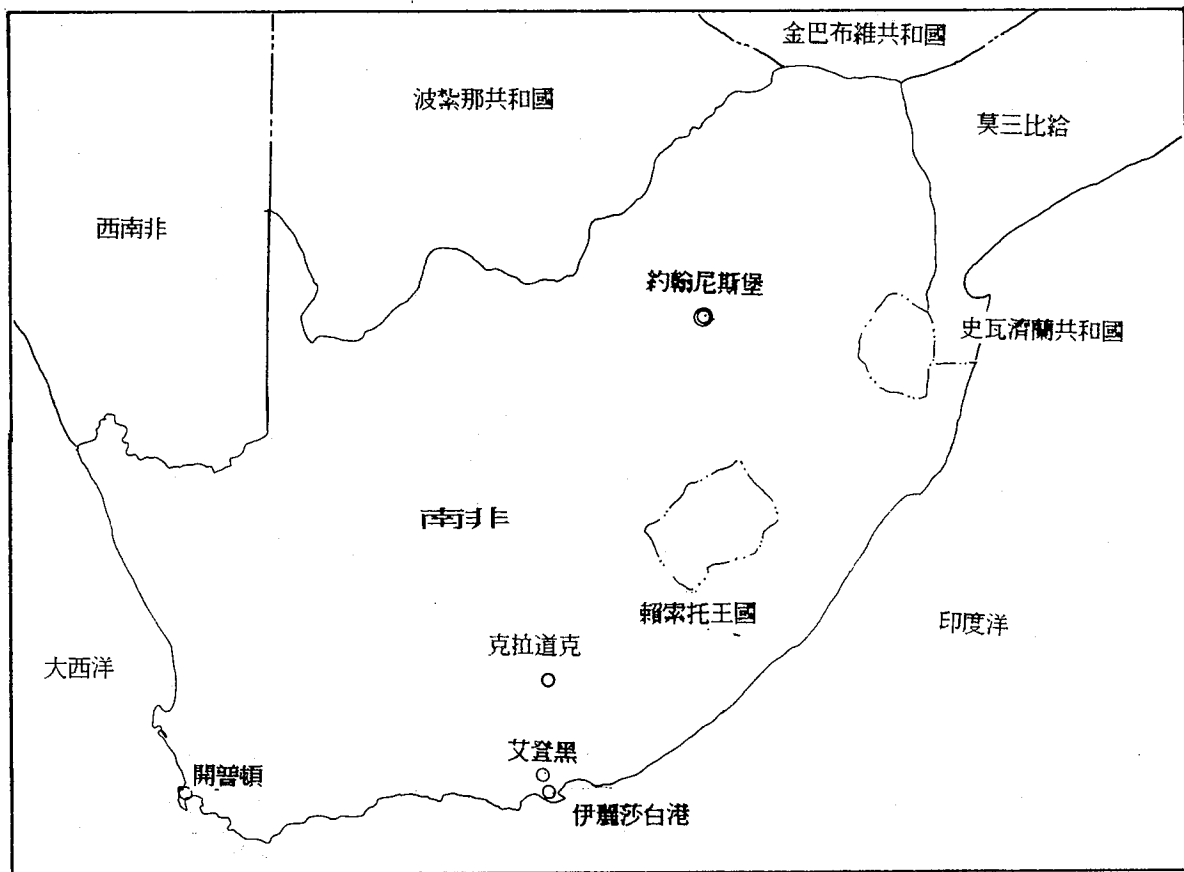 金巴布維共和國
波紮那共和國
莫三比給
西南非
約翰尼斯堡
史瓦濟蘭共和國
南非
賴索托王國
印度洋
克拉道克
大西洋
艾登黑
開普頓
伊麗莎白港